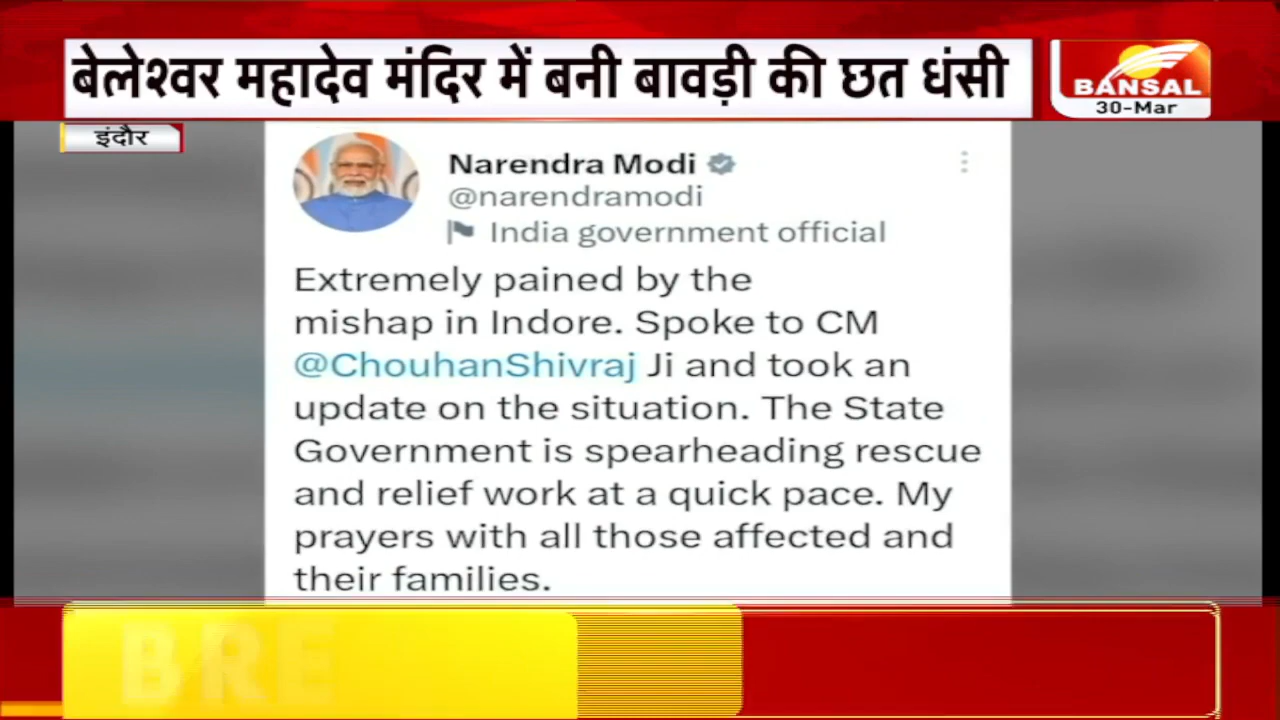 बेलेश्वर महादेव मंदिर में बनी बावड़ी की छत धंसी
BANSAL
30-Mar
इंदौर
Narendra Modi
@narendramodi
India government official
Extremely pained by the
mishap in Indore. Spoke to CM
@ChouhanShivraj Ji and took an
update on the situation. The State
Government is spearheading rescue
and relief work at a quick pace. My
prayers with all those affected and
their families.
BRE